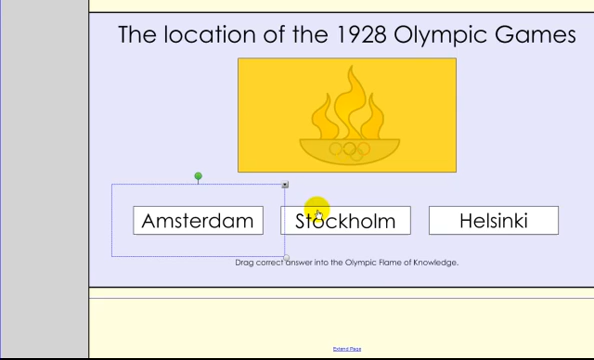 The location of the 1928 Olympic Games
Amsterdam Stockholm Helsinki
Drag correct answer into the Olympic Flame of Knowledge.
Extend Page